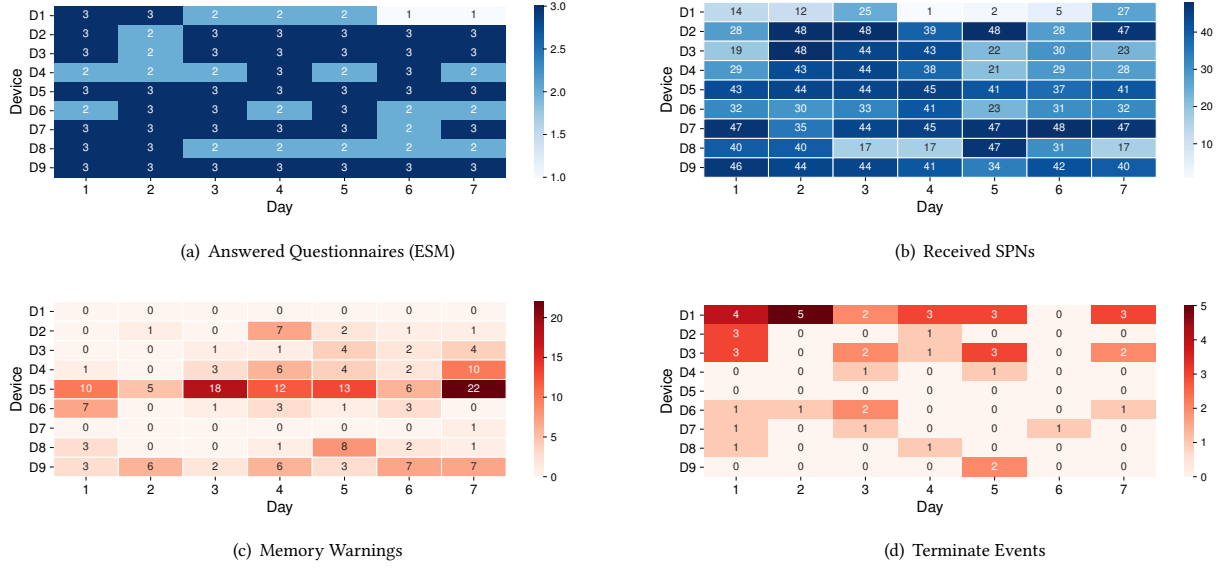 D1 3 3 2 2 2 1 1 3.0
D2 3 2 3 3 3 3 3
D3 3 2 3 3 3 3 3 2.5
D4 2 2 2 3 2 3 2
Device D5 3 3 3 3 3 3 3 2.0
D6 2 3 3 2 3 2 2
D7 3 3 3 3 3 2 3 1.5
D8 3 3 2 2 2 2 2
D9 3 3 3 3 3 3 3 1.0
1 2 3 4 5 6 7
Day
(a) Answered Questionnaires (ESM)
D1 14 12 25 1 2 5 27
D2 28 48 48 39 48 28 47 40
D3 19 48 44 43 22 30 23
D4 29 43 44 38 21 29 28 30
Device D5 43 44 44 45 41 37 41
D6 32 30 33 41 23 31 32 20
D7 47 35 44 45 47 48 47
D8 40 40 17 17 47 31 17 10
D9 46 44 44 41 34 42 40
1 2 3 4 5 6 7
Day
(b) Received SPNs
D1 0 0 0 0 0 0 0
D2 0 1 0 7 2 1 1 20
D3 0 0 1 1 4 2 4
D4 1 0 3 6 4 2 10 15
Device D5 10 5 18 12 13 6 22
D6 7 0 1 3 1 3 0 10
D7 0 0 0 0 0 0 1
D8 3 0 0 1 8 2 1 5
D9 3 6 2 6 3 7 7 0
1 2 3 4 5 6 7
Day
(c) Memory Warnings
D1 4 5 2 3 3 0 3 5
D2 3 0 0 1 0 0 0
D3 3 0 2 1 3 0 2 4
D4 0 0 1 0 1 0 0
Device D5 0 0 0 0 0 0 0 3
D6 1 1 2 0 0 0 1 2
D7 1 0 1 0 0 1 0
D8 1 0 0 1 0 0 0 1
D9 0 0 0 0 2 0 0 0
1 2 3 4 5 6 7
Day
(d) Terminate Events